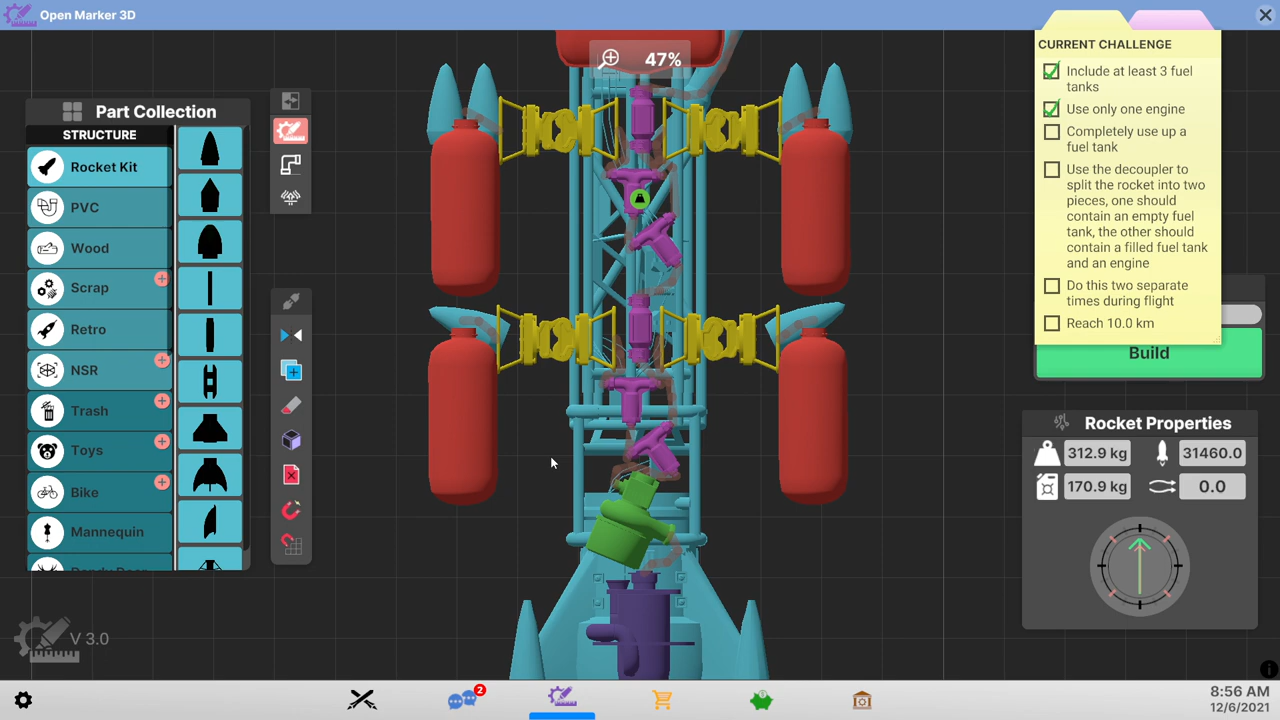 Open Marker 3D
47%
Part Collection
STRUCTURE
Rocket Kit
PVC
Wood
Scrap
Retro
NSR
Trash
Toys
Bike
Mannequin
V 3.0
CURRENT CHALLENGE
Include at least 3 fuel
tanks
Use only one engine
Completely use up a
fuel tank
Use the decoupler to
split the rocket into two
pieces, one should
contain an empty fuel
tank, the other should
contain a filled fuel tank
and an engine
Do this two separate
times during flight
Reach 10.0 km
Build
Rocket Properties
312.9 kg
31460.0
170.9 kg
0.0
2
8:56 AM
12/6/2021